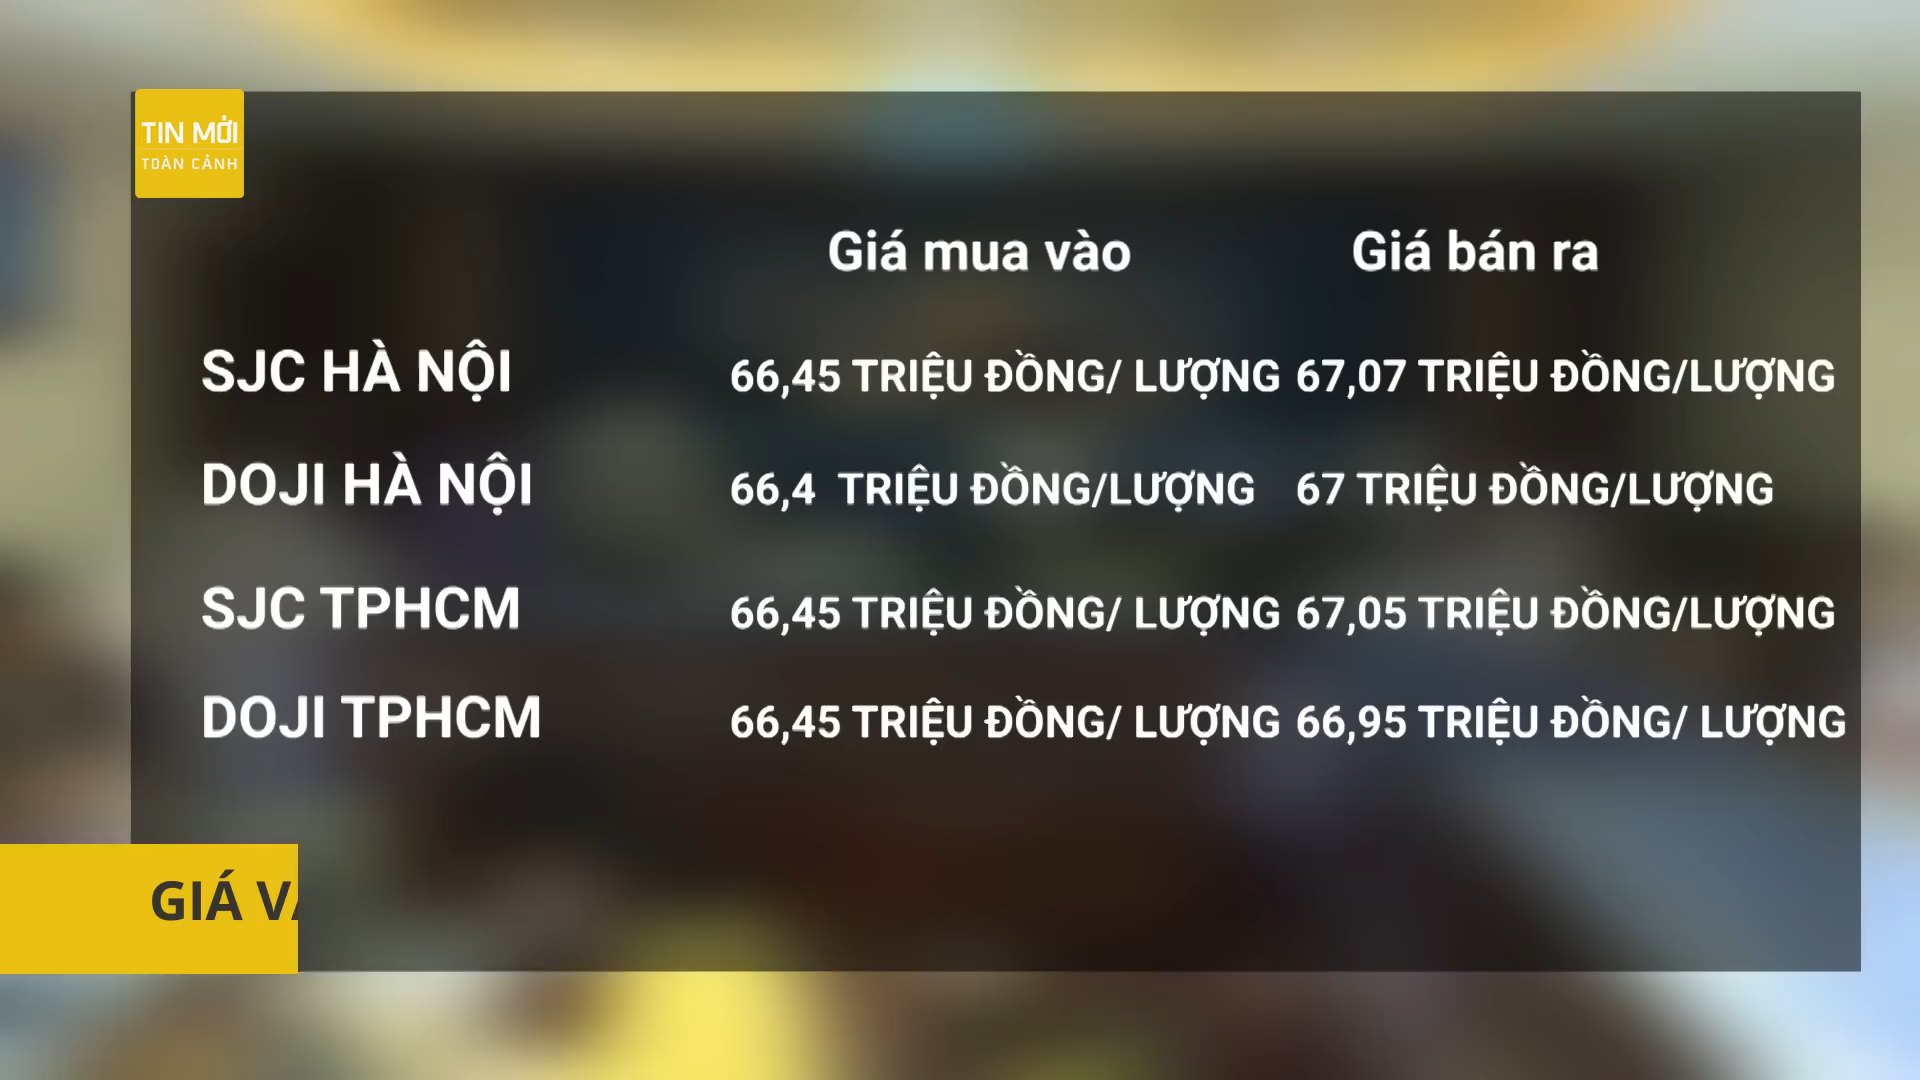 TIN MỚI
TOÀN CẢNH
Giá mua vào Giá bán ra
SJC HÀ NỘI 66,45 TRIỆU ĐỒNG/ LƯỢNG 67,07 TRIỆU ĐỒNG/LƯỢNG
DOJI HÀ NỘI 66,4 TRIỆU ĐỒNG/LƯỢNG 67 TRIỆU ĐỒNG/LƯỢNG
SJC TPHCM 66,45 TRIỆU ĐỒNG/ LƯỢNG 67,05 TRIỆU ĐỒNG/LƯỢNG
DOJI TPHCM 66,45 TRIỆU ĐỒNG/ LƯỢNG 66,95 TRIỆU ĐỒNG/ LƯỢNG
GIÁ